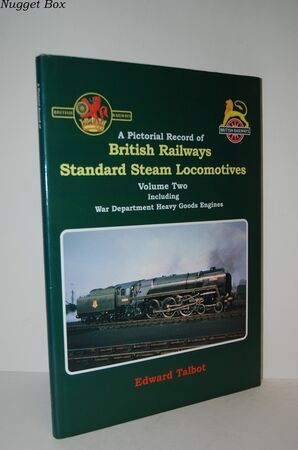 Nugget Box
BRITISH RAILWAYS
BRITISH RAILWAYS
A Pictorial Record of
British Railways
Standard Steam Locomotives
Volume Two
Including
War Department Heavy Goods Engines
Edward Talbot